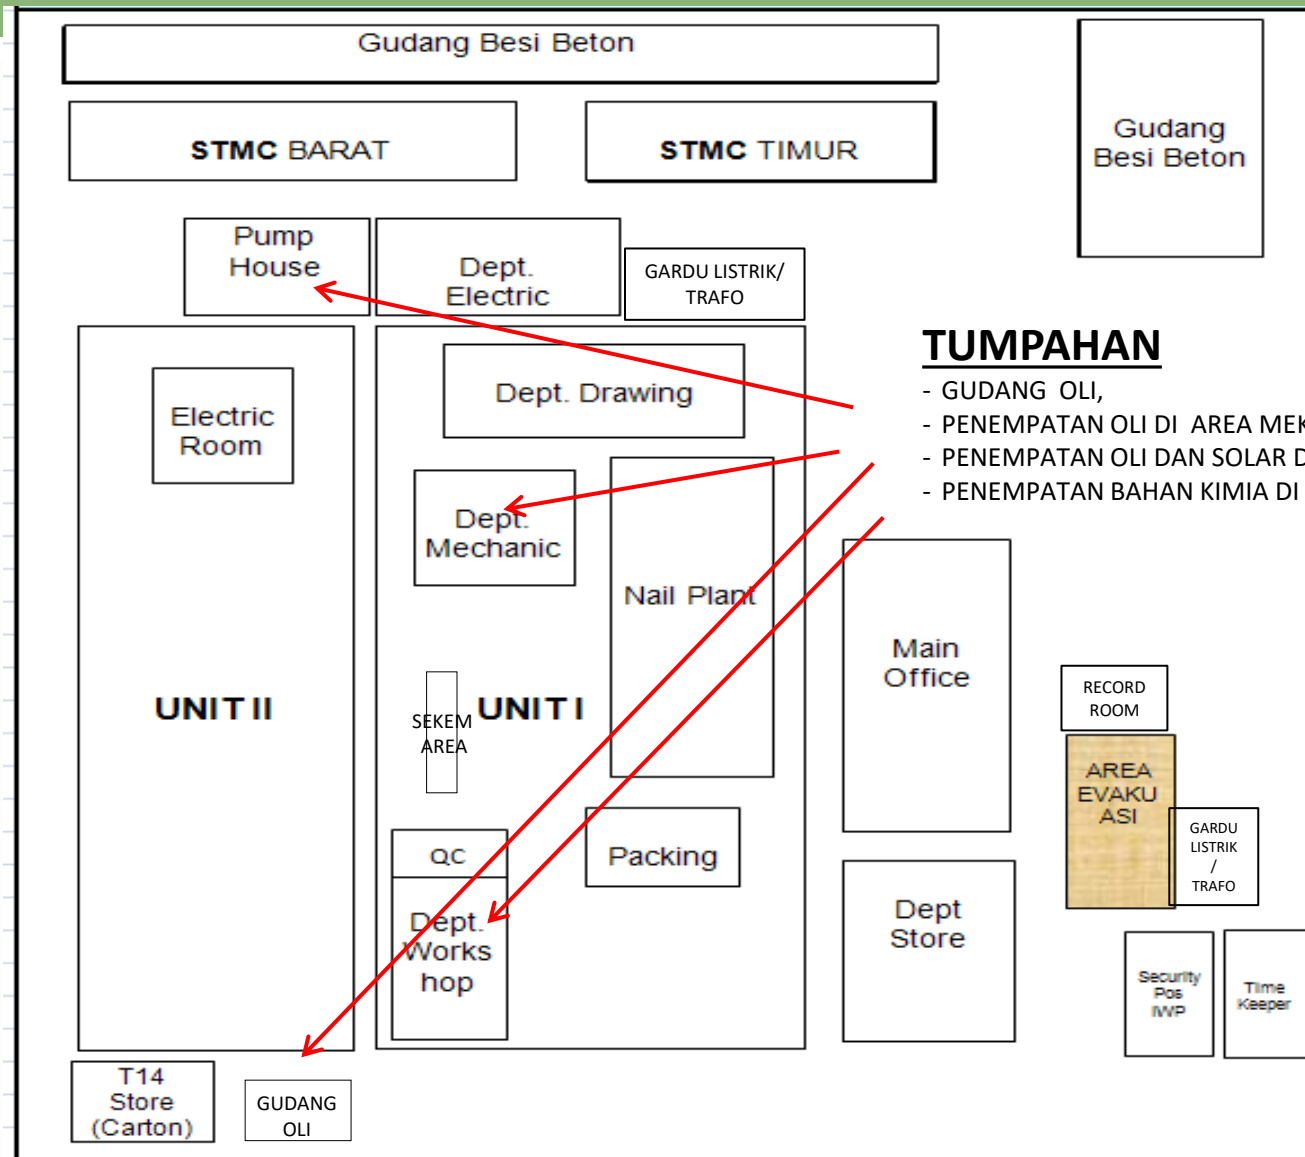 Gudang Besi Beton
STMC BARAT
STMC TIMUR
Gudang
Besi Beton
Pump
House
Dept.
Electric
GARDU LISTRIK/
TRAFO
TUMPAHAN
- GUDANG OLI,
- PENEMPATAN OLI DI AREA MEK
- PENEMPATAN OLI DAN SOLAR D
- PENEMPATAN BAHAN KIMIA DI
Electric
Room
Dept. Drawing
Dept.
Mechanic
Nail Plant
Main
Office
UNIT II
SEKEM
AREA
UNIT I
RECORD
ROOM
AREA
EVAKU
ASI
GARDU
LISTRIK
/
TRAFO
QC
Packing
Dept.
Works
hop
Dept
Store
Security
Pos
IWP
Time
Keeper
T14
Store
(Carton)
GUDANG
OLI